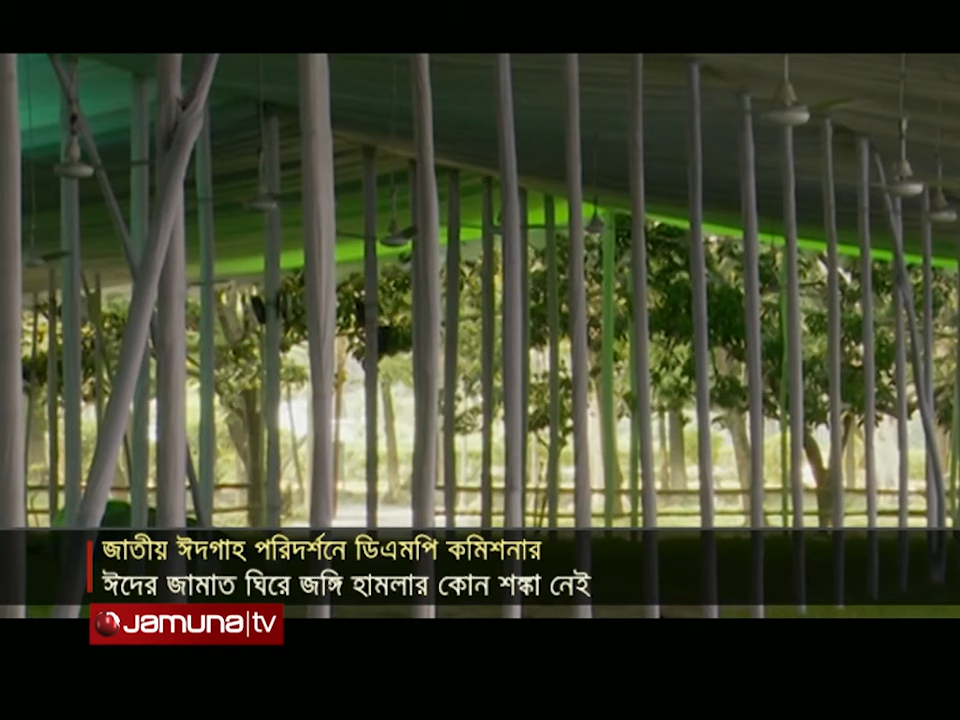 জাতীয় ঈদগাহ পরিদর্শনে ডিএমপি কমিশনার
ঈদের জামাত ঘিরে জঙ্গি হামলার কোন শঙ্কা নেই
Jamuna|tv